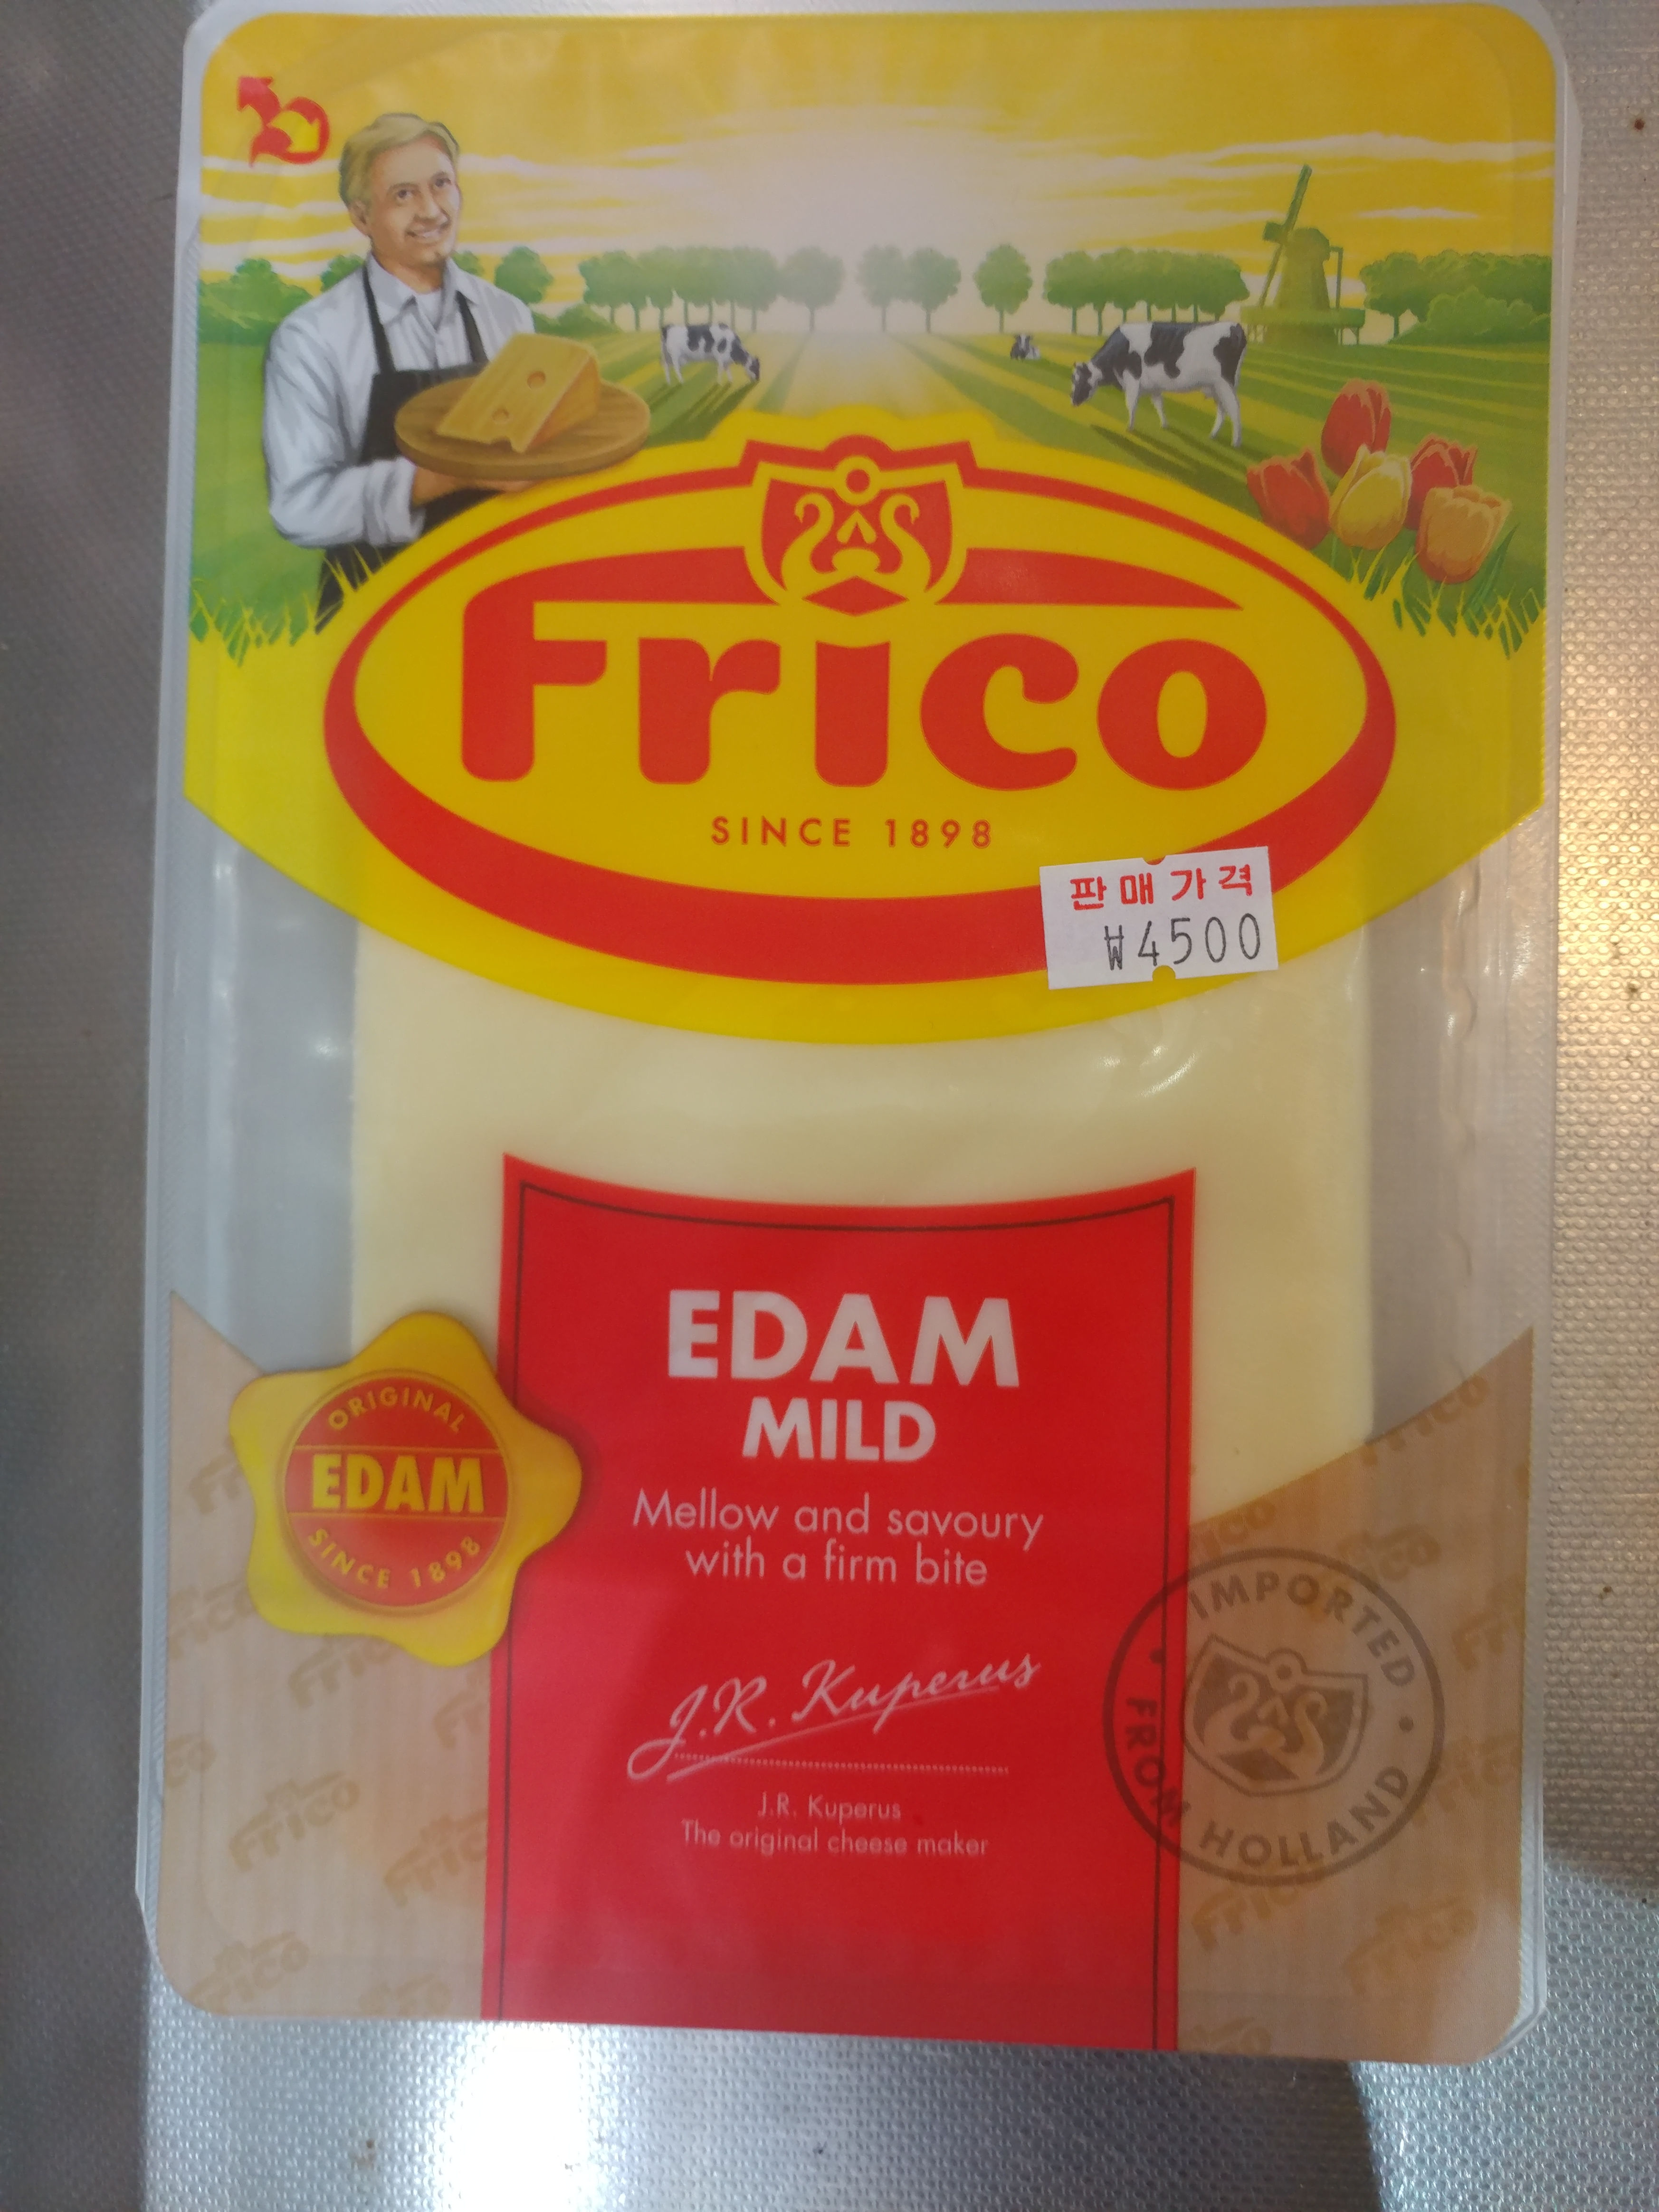 Frico
SINCE 1898
판매가격
₩4500
EDAM
MILD
Mellow and savoury
with a firm bite
ORIGINAL
EDAM
SINCE 1898
J.R. Kuperus
J.R. Kuperus
The original cheese maker
IMPORTED
FROM HOLLAND